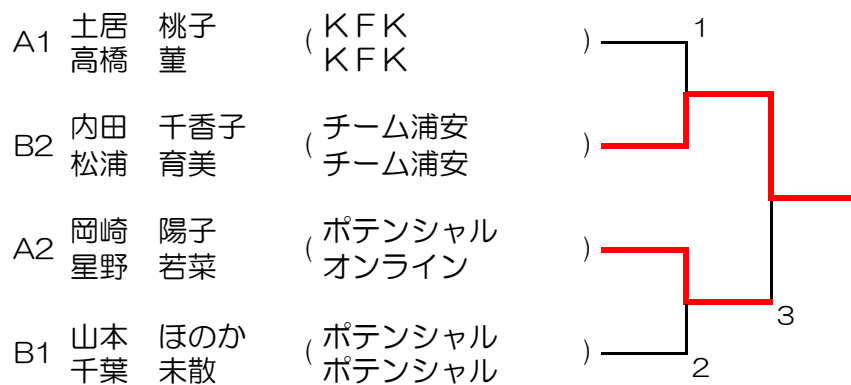 A1 土居 桃子 ( ＫＦＫ ) 1
高橋 菫 ＫＦＫ
B2 内田 千香子 ( チーム浦安 )
松浦 育美 チーム浦安
A2 岡崎 陽子 ( ポテンシャル )
星野 若菜 オンライン
3
B1 山本 ほのか ( ポテンシャル )
千葉 未散 ポテンシャル
2